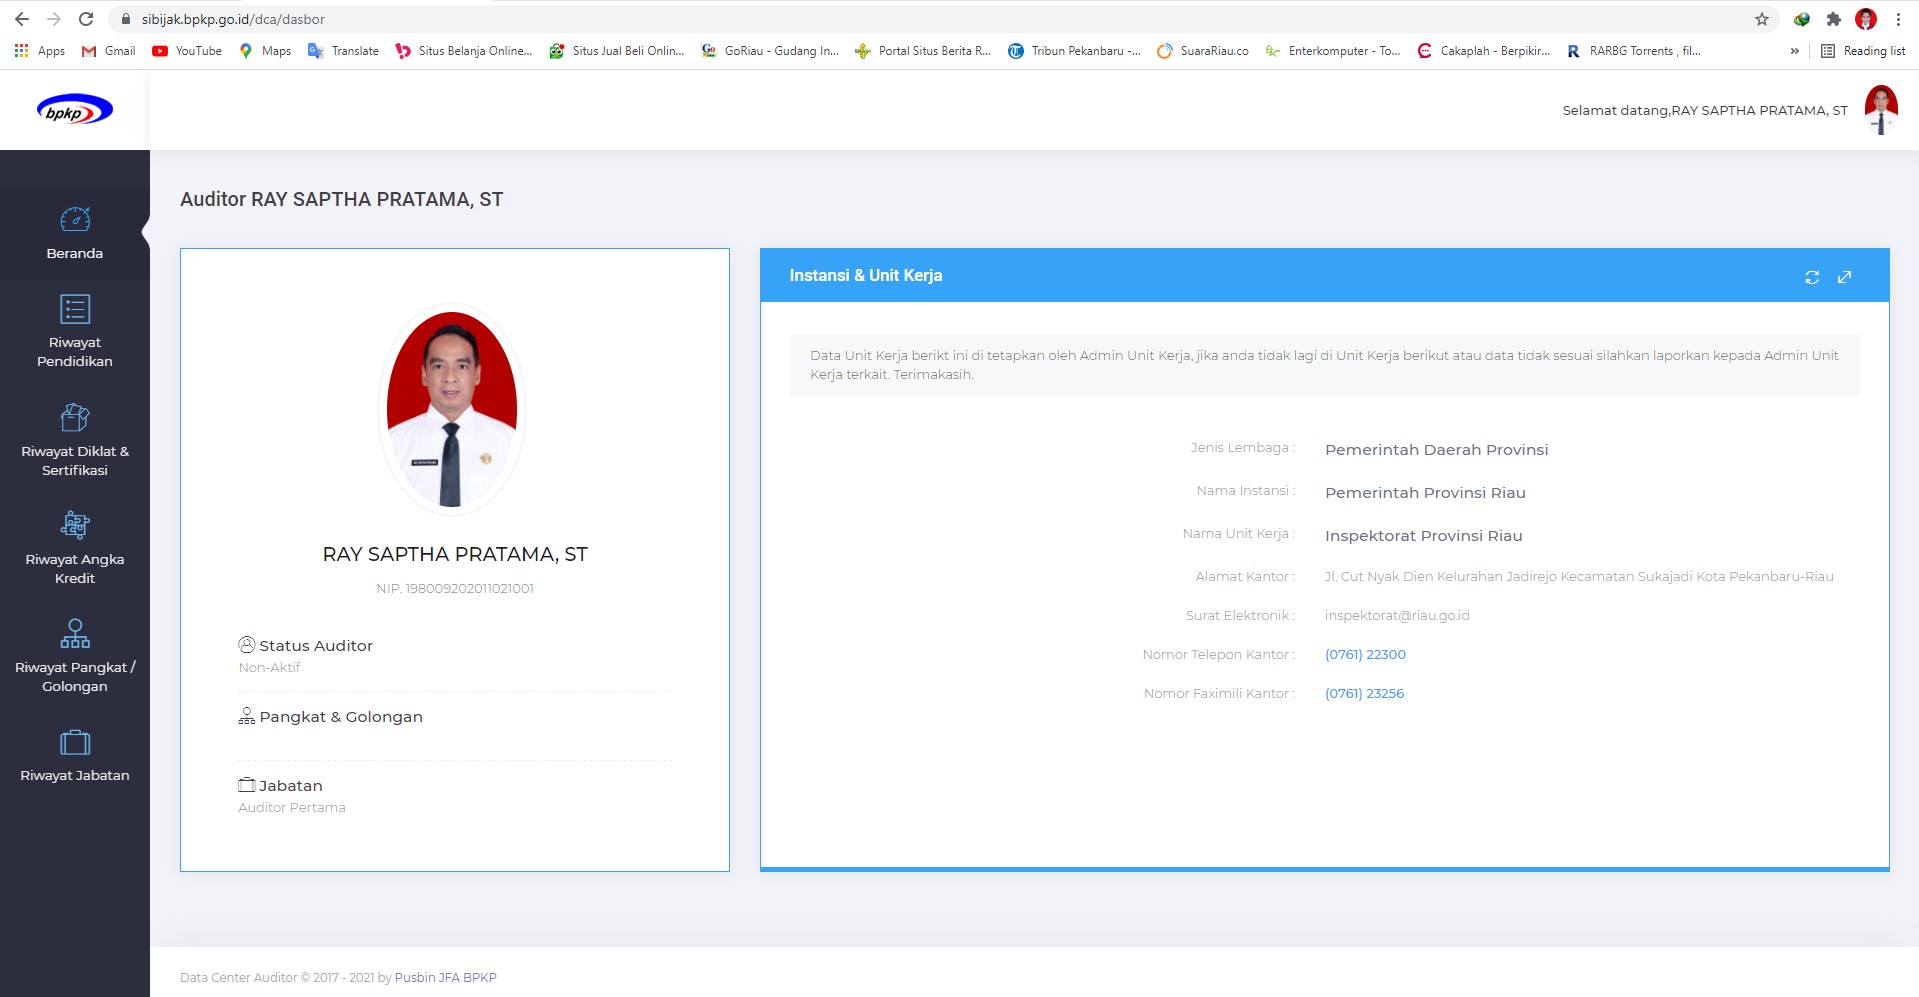 sibijak.bpkp.go.id/dca/dasbor
Apps Gmail YouTube Maps Translate Situs Belanja Online... Situs Jual Beli Onlin... GoRiau - Gudang In... Portal Situs Berita R... Tribun Pekanbaru -... SuaraRiau.co Enterkomputer - To... Cakaplah - Berpikir... RARBG Torrents , fil... » Reading list
bpkp
Selamat datang,RAY SAPTHA PRATAMA, ST
Beranda
Riwayat
Pendidikan
Riwayat Diklat &
Sertifikasi
Riwayat Angka
Kredit
Riwayat Pangkat /
Golongan
Riwayat Jabatan
Auditor RAY SAPTHA PRATAMA, ST
RAY SAPTHA PRATAMA, ST
NIP. 198009202011021001
Status Auditor
Non-Aktif
Pangkat & Golongan
Jabatan
Auditor Pertama
Instansi & Unit Kerja
Data Unit Kerja berikt ini di tetapkan oleh Admin Unit Kerja, jika anda tidak lagi di Unit Kerja berikut atau data tidak sesuai silahkan laporkan kepada Admin Unit
Kerja terkait. Terimakasih.
Jenis Lembaga : Pemerintah Daerah Provinsi
Nama Instansi : Pemerintah Provinsi Riau
Nama Unit Kerja : Inspektorat Provinsi Riau
Alamat Kantor : Jl. Cut Nyak Dien Kelurahan Jadirejo Kecamatan Sukajadi Kota Pekanbaru-Riau
Surat Elektronik : inspektorat@riau.go.id
Nomor Telepon Kantor : (0761) 22300
Nomor Faximili Kantor : (0761) 23256
Data Center Auditor © 2017 - 2021 by Pusbin JFA BPKP